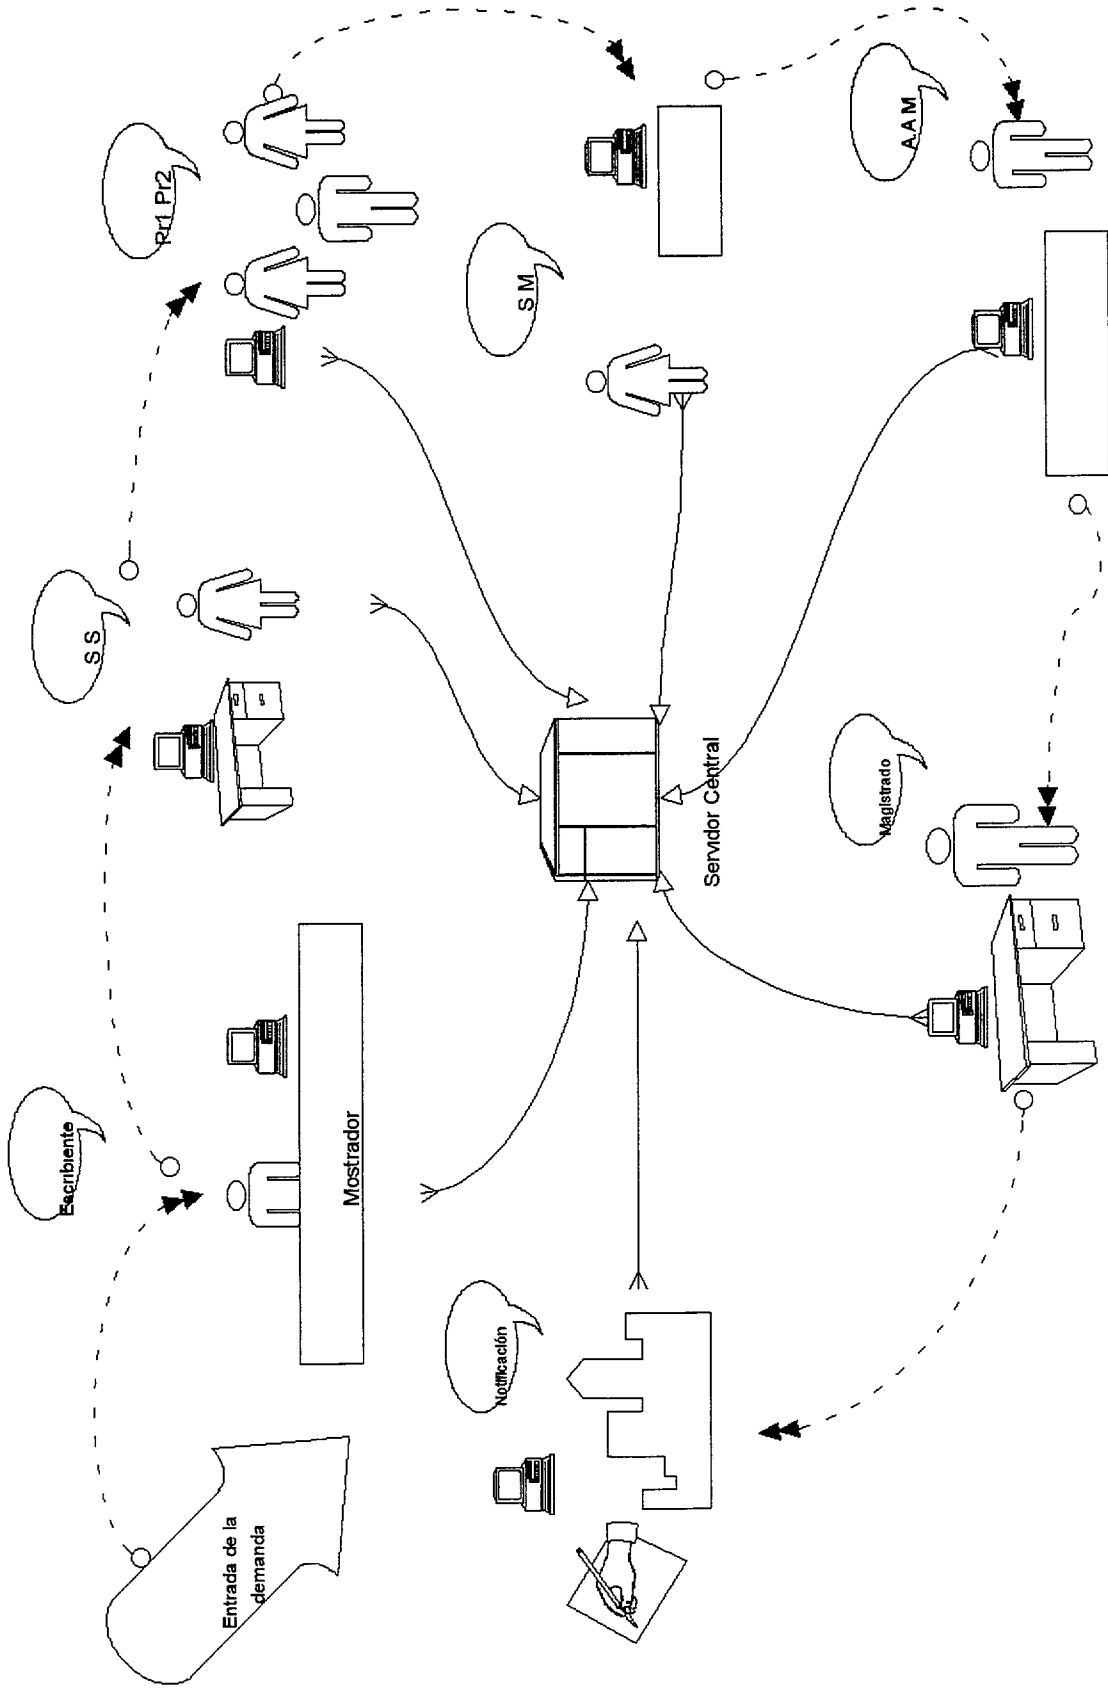 Entrada de la
demanda
Escribiente
Mostrador
S S
Pr1 Pr2
S M
A.A M
Magistrado
Notificación
Servidor Central